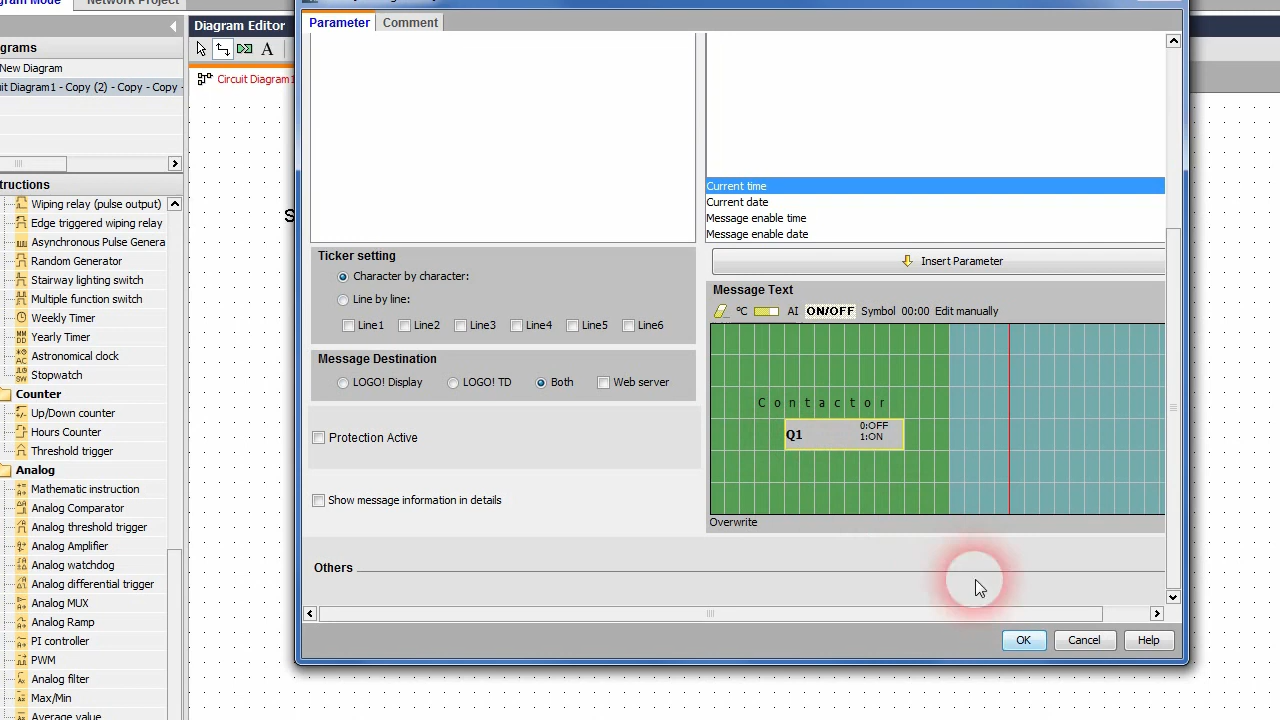 Network Project
Diagram Editor
Parameter
Comment
New Diagram
Circuit Diagram1
Diagram1 - Copy (2) - Copy - Copy -
Wiping relay (pulse output)
Edge triggered wiping relay
Asynchronous Pulse Genera
Random Generator
Stairway lighting switch
Multiple function switch
Weekly Timer
Yearly Timer
Astronomical clock
Stopwatch
Counter
Up/Down counter
Hours Counter
Threshold trigger
Analog
Mathematic instruction
Analog Comparator
Analog threshold trigger
Analog Amplifier
Analog watchdog
Analog differential trigger
Analog MUX
Analog Ramp
PI controller
PWM
Analog filter
Max/Min
Average value
Current time
Current date
Message enable time
Message enable date
Insert Parameter
Ticker setting
Character by character:
Line by line:
Line1 Line2 Line3 Line4 Line5 Line6
Message Destination
LOGO! Display LOGO! TD Both Web server
Protection Active
Show message information in details
Message Text
°C AI ON/OFF Symbol 00:00 Edit manually
Contactor
Q1 0:OFF
1:ON
Overwrite
Others
OK Cancel Help